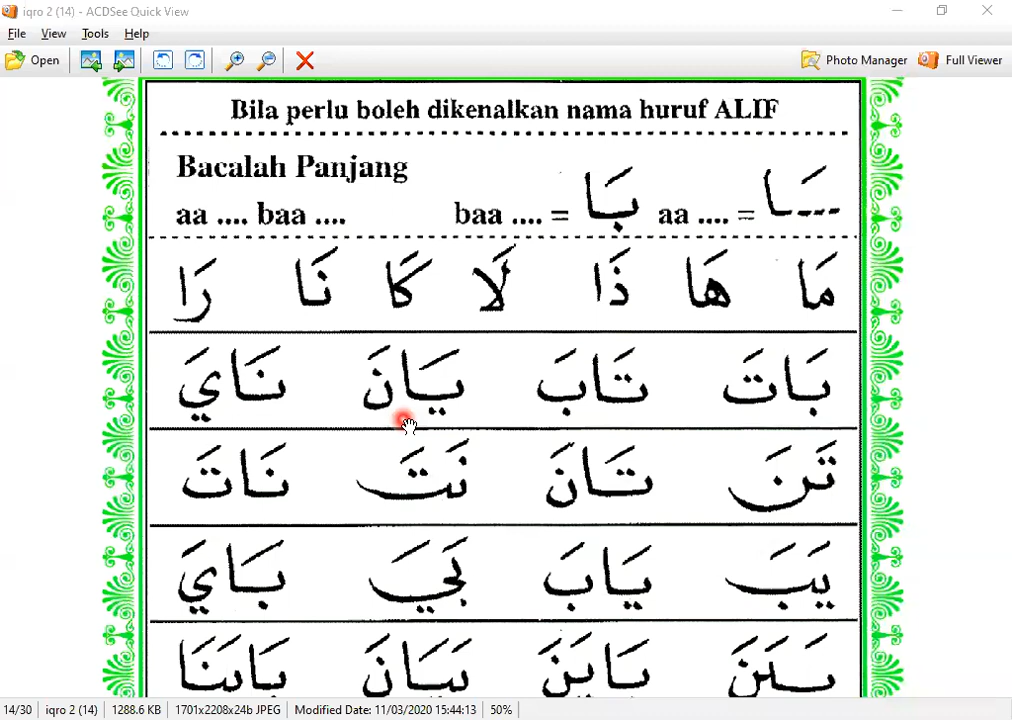 iqro 2 (14) - ACDSee Quick View
File View Tools Help
Open Photo Manager Full Viewer
Bila perlu boleh dikenalkan nama huruf ALIF
Bacalah Panjang
aa .... baa .... baa .... = بَـا aa .... = ـَـا
مَا هَا ذَا لَا كَا نَا رَا
بَاتَ تَابَ يَانَ نَايَ
تَنَ تَانَ نَتَ نَاتَ
يَبَ يَابَ بَيَ بَايَ
14/30 iqro 2 (14) 1288.6 KB 1701x2208x24b JPEG Modified Date: 11/03/2020 15:44:13 50%